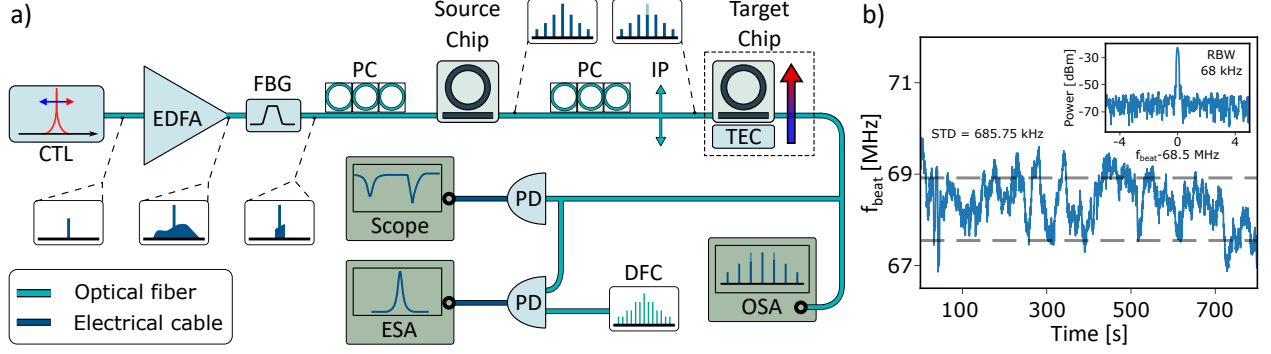 a)
Source
Chip
Target
Chip
FBG
PC
PC
IP
EDFA
CTL
TEC
PD
Scope
PD
ESA
DFC
OSA
Optical fiber
Electrical cable
b)
71
69
67
f_beat [MHz]
STD = 685.75 kHz
RBW
68 kHz
Power [dBm]
-30
-50
-70
-5
0
5
f_beat-68.5 MHz
100
300
500
700
Time [s]